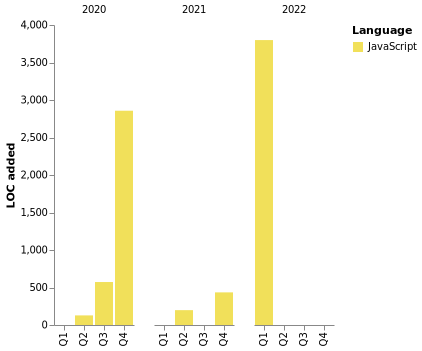 2020 2021 2022
Language
JavaScript
LOC added
4,000
3,500
3,000
2,500
2,000
1,500
1,000
500
0
Q1 Q2 Q3 Q4 Q1 Q2 Q3 Q4 Q1 Q2 Q3 Q4